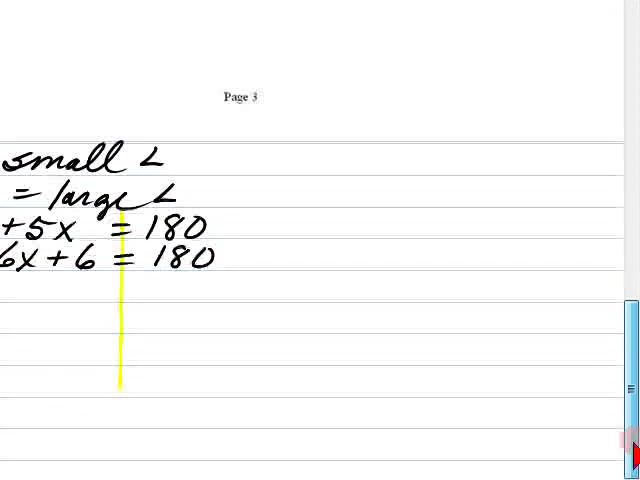 Page 3
small ∠
= large ∠
+5x = 180
6x + 6 = 180